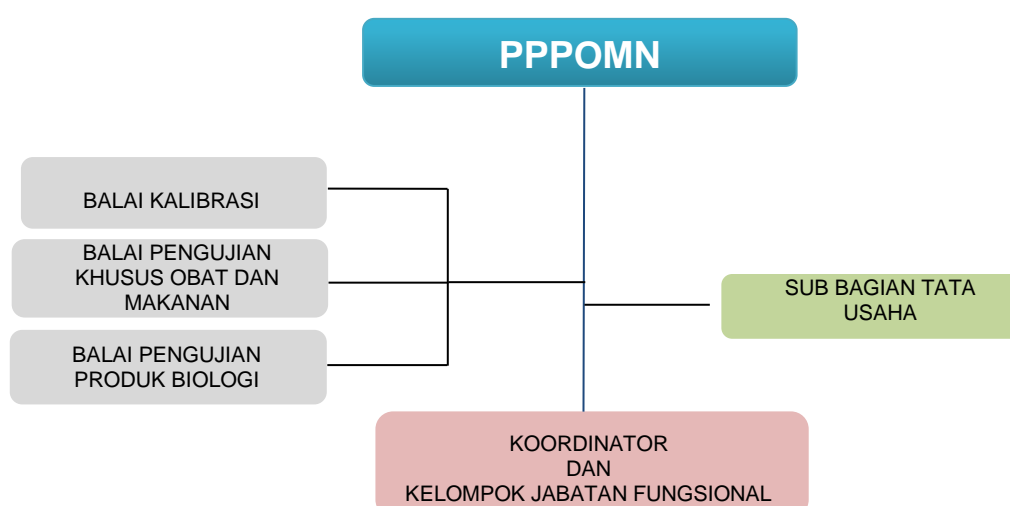 PPPOMN
BALAI KALIBRASI
BALAI PENGUJIAN
KHUSUS OBAT DAN
MAKANAN
BALAI PENGUJIAN
PRODUK BIOLOGI
SUB BAGIAN TATA
USAHA
KOORDINATOR
DAN
KELOMPOK JABATAN FUNGSIONAL